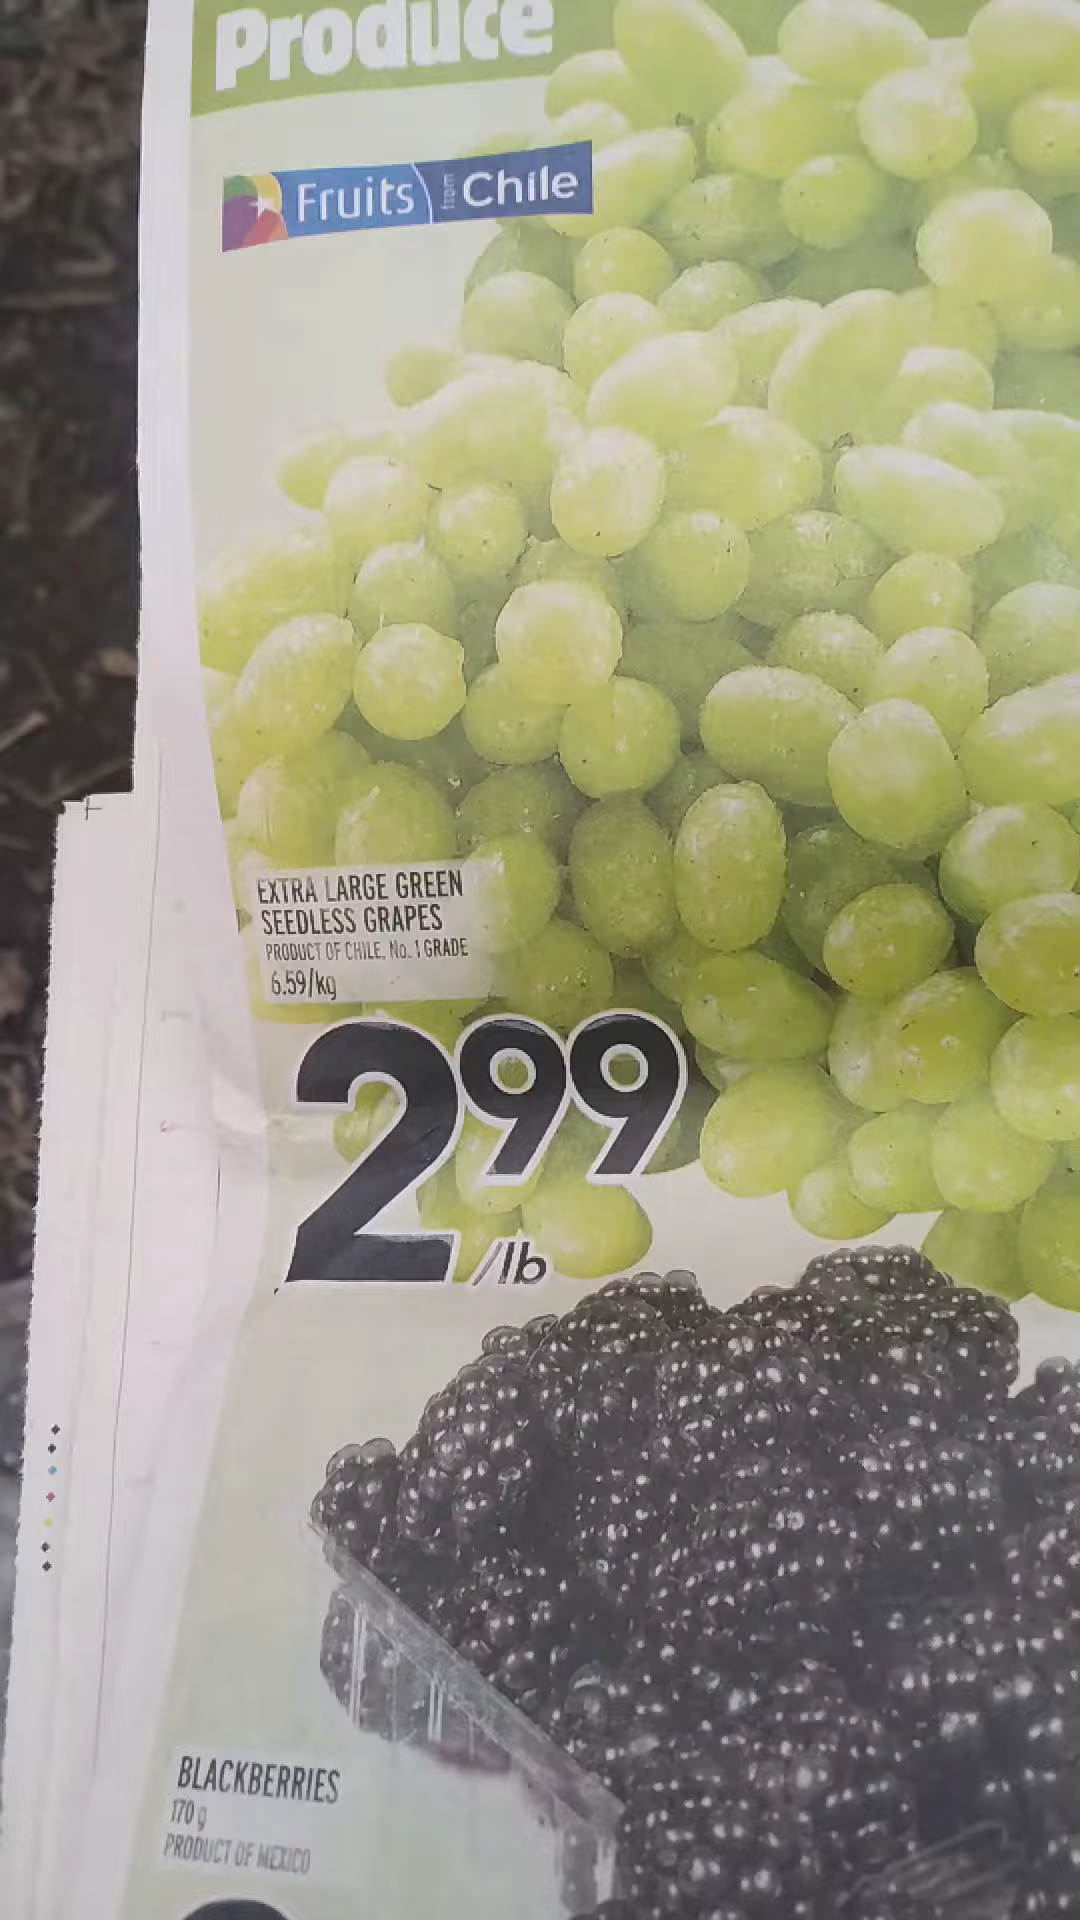 Produce
Fruits from Chile
EXTRA LARGE GREEN
SEEDLESS GRAPES
PRODUCT OF CHILE, No. 1 GRADE
6.59/kg
2 99
/lb
BLACKBERRIES
170 g
PRODUCT OF MEXICO